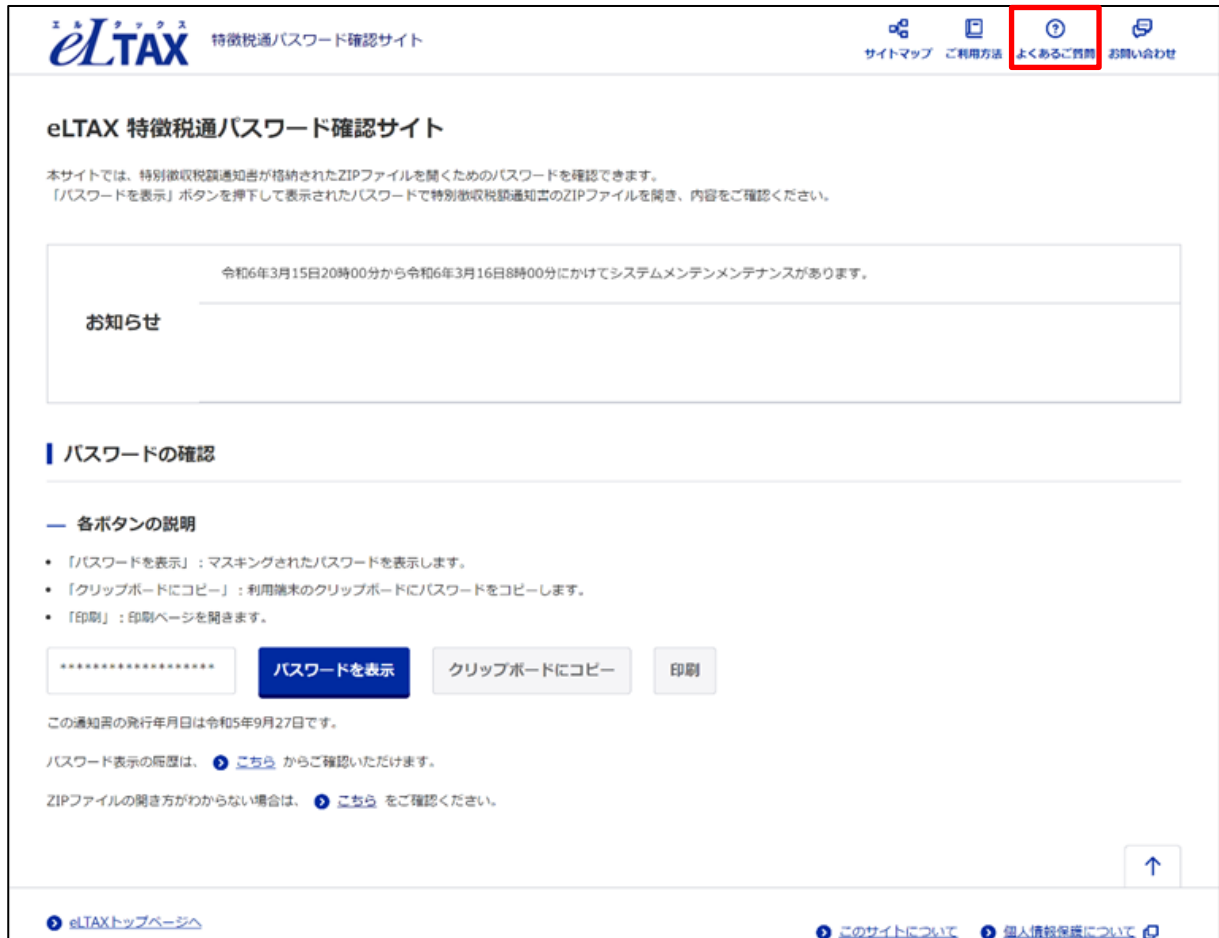 エルタックス
eLTAX 特徴税通パスワード確認サイト
サイトマップ ご利用方法 よくあるご質問 お問い合わせ
eLTAX 特徴税通パスワード確認サイト
本サイトでは、特別徴収税額通知書が格納されたZIPファイルを開くためのパスワードを確認できます。
「パスワードを表示」ボタンを押下して表示されたパスワードで特別徴収税額通知書のZIPファイルを開き、内容をご確認ください。
お知らせ
令和6年3月15日20時00分から令和6年3月16日8時00分にかけてシステムメンテンメンテナンスがあります。
パスワードの確認
各ボタンの説明
• 「パスワードを表示」：マスキングされたパスワードを表示します。
• 「クリップボードにコピー」：利用端末のクリップボードにパスワードをコピーします。
• 「印刷」：印刷ページを開きます。
******************* パスワードを表示 クリップボードにコピー 印刷
この通知書の発行年月日は令和5年9月27日です。
パスワード表示の履歴は、 こちら からご確認いただけます。
ZIPファイルの開き方がわからない場合は、 こちら をご確認ください。
eLTAXトップページへ
このサイトについて 個人情報保護について